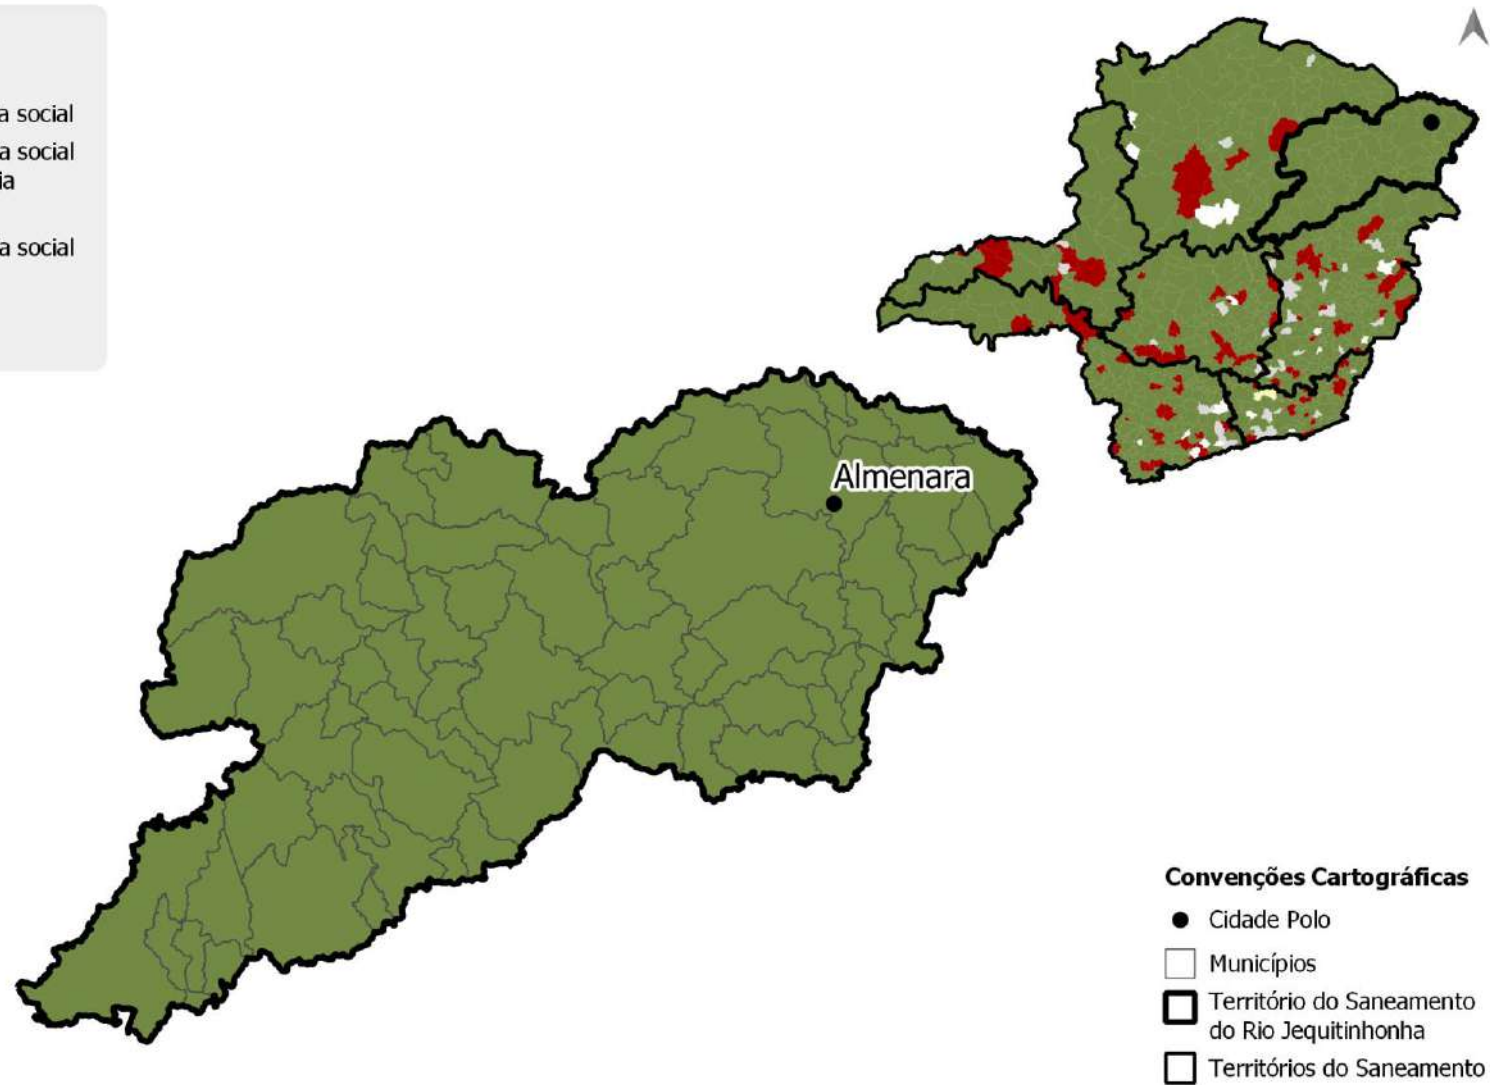 a social
a social
ia
a social
Almenara
Convenções Cartográficas
Cidade Polo
Municípios
Território do Saneamento
do Rio Jequitinhonha
Territórios do Saneamento